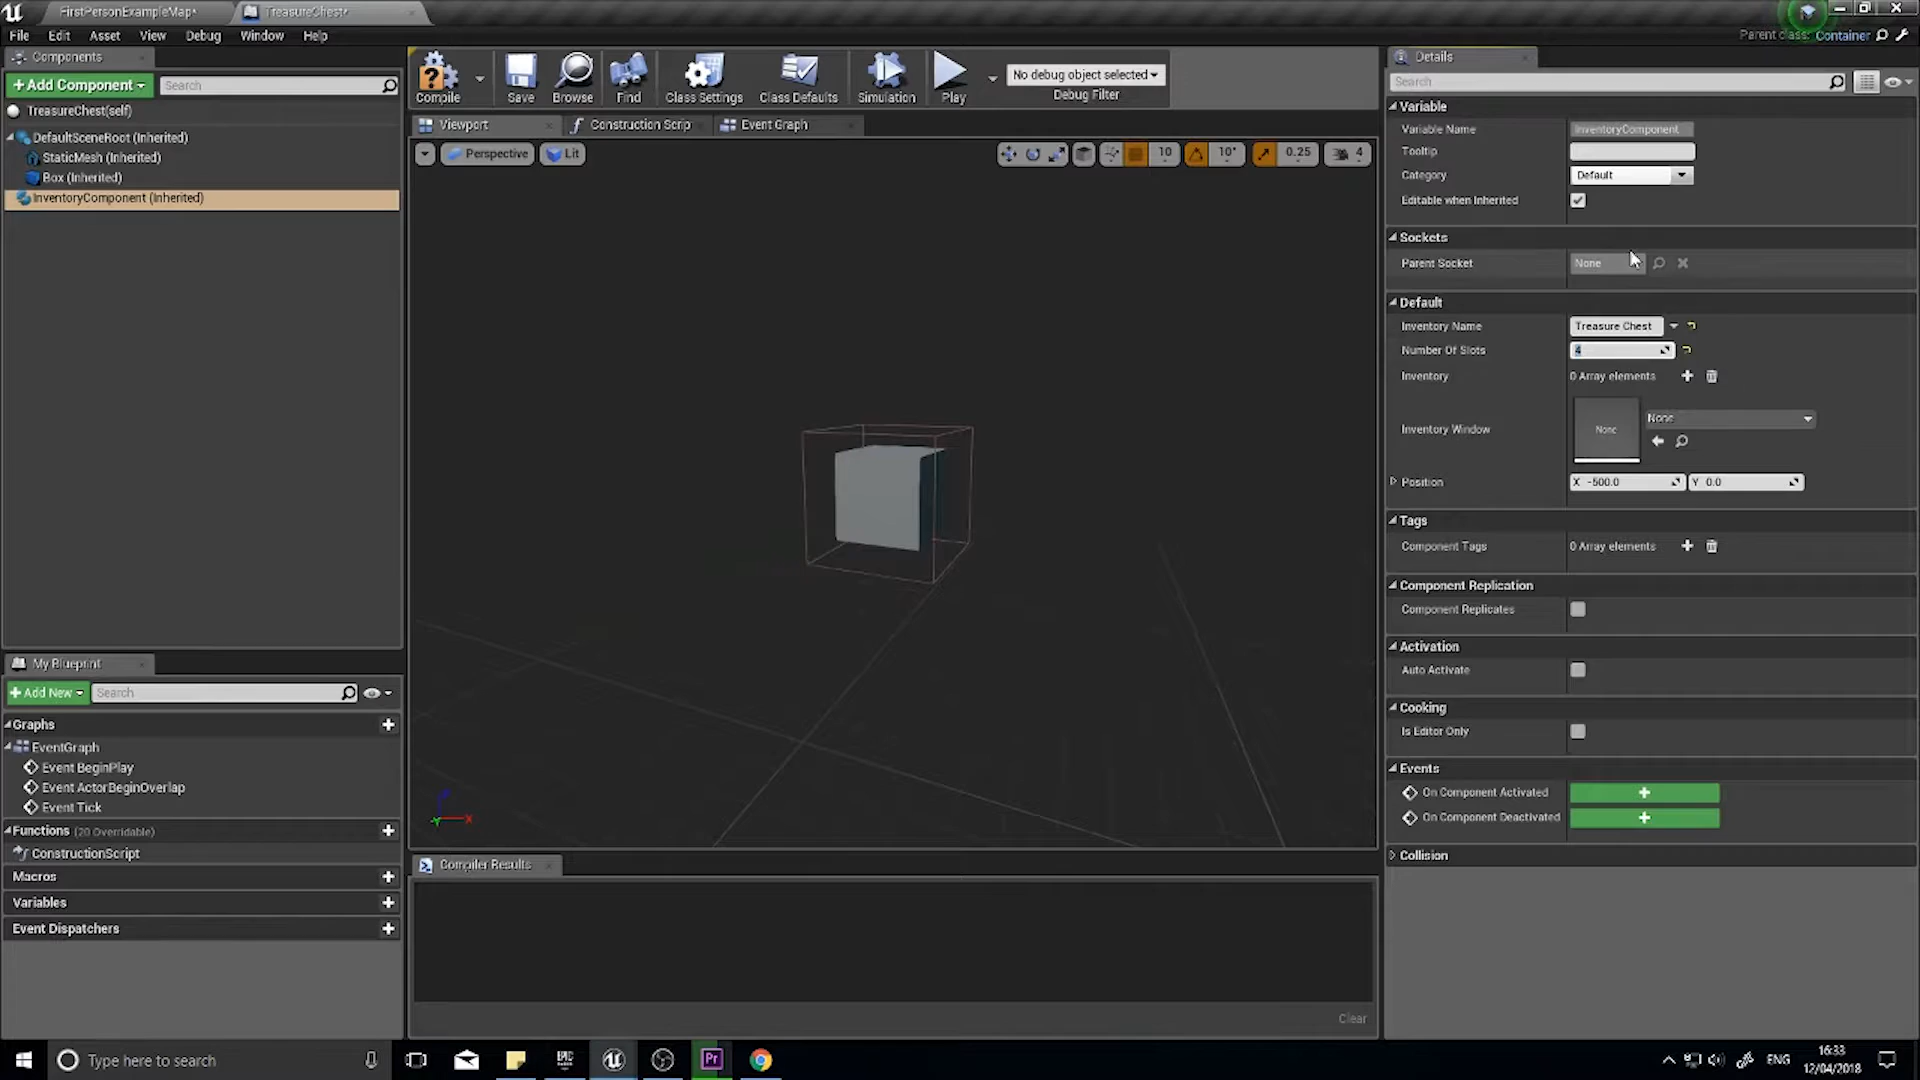 FirstPersonExampleMap*
TreasureChest*
File
Edit
Asset
View
Debug
Window
Help
Parent class: Container
Components
+ Add Component
Search
TreasureChest(self)
DefaultSceneRoot (Inherited)
StaticMesh (Inherited)
Box (Inherited)
InventoryComponent (Inherited)
My Blueprint
+ Add New
Search
Graphs
EventGraph
Event BeginPlay
Event ActorBeginOverlap
Event Tick
Functions (20 Overridable)
ConstructionScript
Macros
Variables
Event Dispatchers
Compile
Save
Browse
Find
Class Settings
Class Defaults
Simulation
Play
No debug object selected
Debug Filter
Viewport
Construction Scrip
Event Graph
Perspective
Lit
10
10°
0.25
4
X
Compiler Results
Clear
Details
Search
Variable
Variable Name
InventoryComponent
Tooltip
Category
Default
Editable when Inherited
Sockets
Parent Socket
None
Default
Inventory Name
Treasure Chest
Number Of Slots
4
Inventory
0 Array elements
Inventory Window
None
None
Position
X -500.0
Y 0.0
Tags
Component Tags
0 Array elements
Component Replication
Component Replicates
Activation
Auto Activate
Cooking
Is Editor Only
Events
On Component Activated
On Component Deactivated
Collision
Type here to search
EPIC
Pr
ENG
16:33
12/04/2018